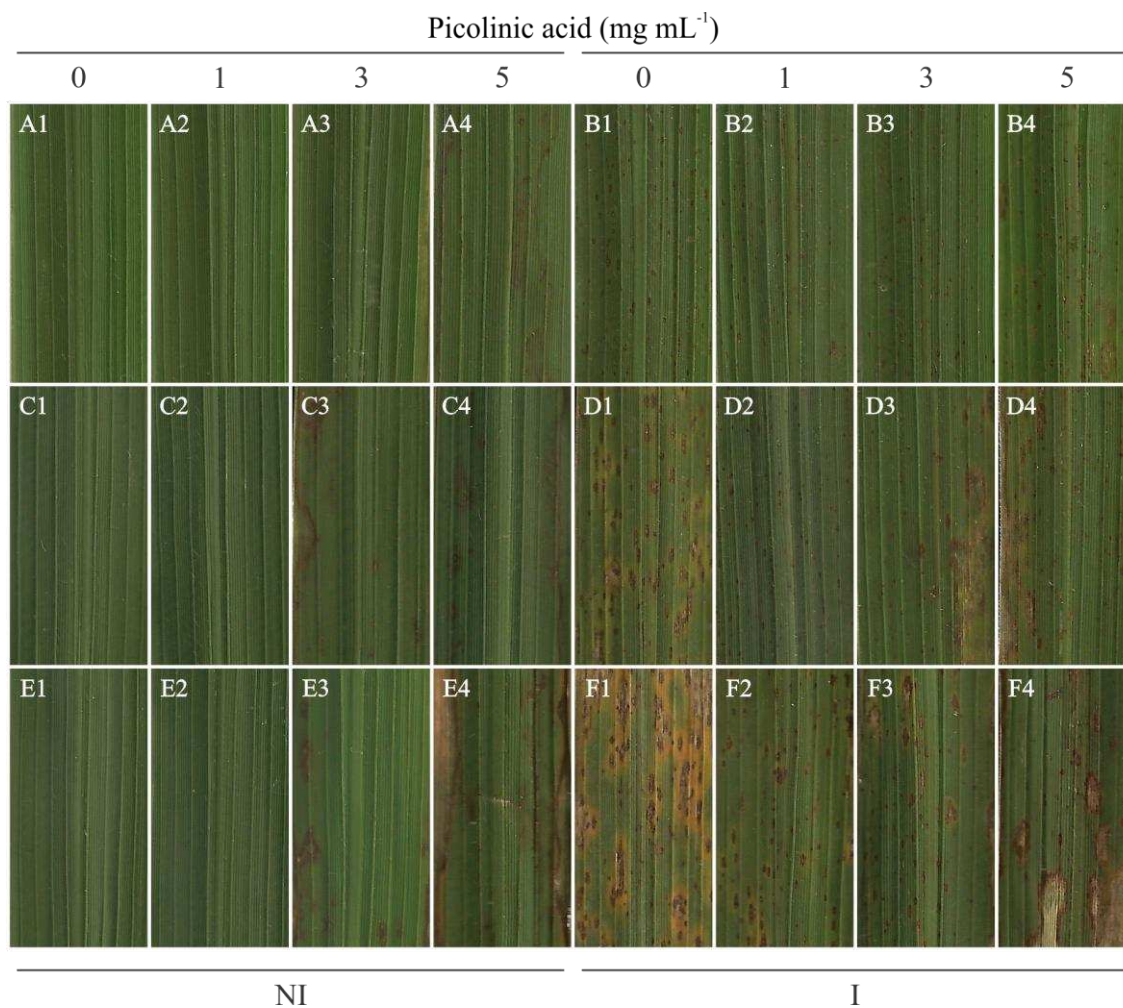 Picolinic acid (mg mL⁻¹)
0 1 3 5 0 1 3 5
A1 A2 A3 A4 B1 B2 B3 B4
C1 C2 C3 C4 D1 D2 D3 D4
E1 E2 E3 E4 F1 F2 F3 F4
NI I